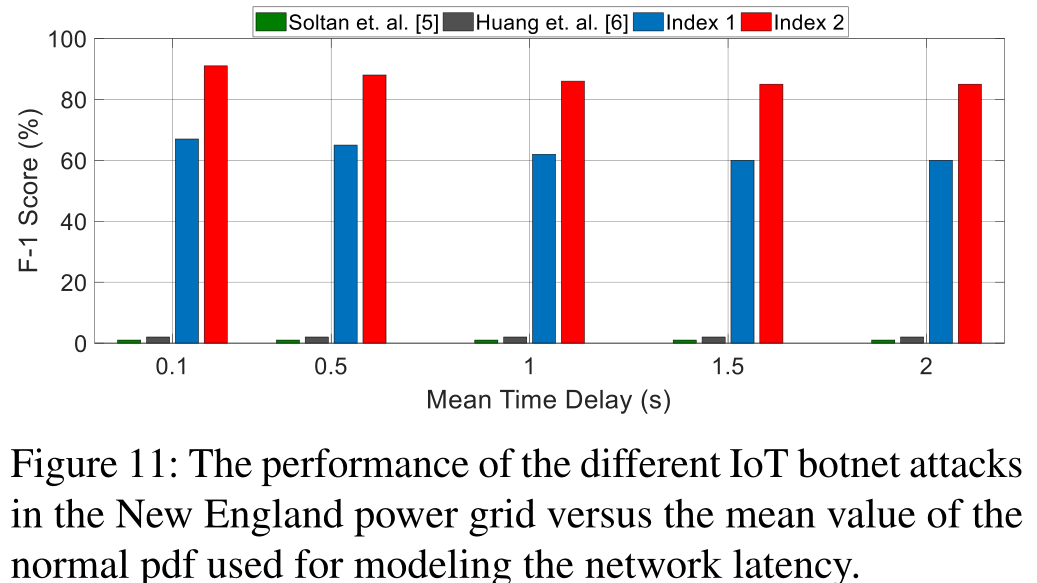 Soltan et. al. [5] Huang et. al. [6] Index 1 Index 2
100
80
60
40
20
0
F-1 Score (%)
0.1 0.5 1 1.5 2
Mean Time Delay (s)
Figure 11: The performance of the different IoT botnet attacks
in the New England power grid versus the mean value of the
normal pdf used for modeling the network latency.